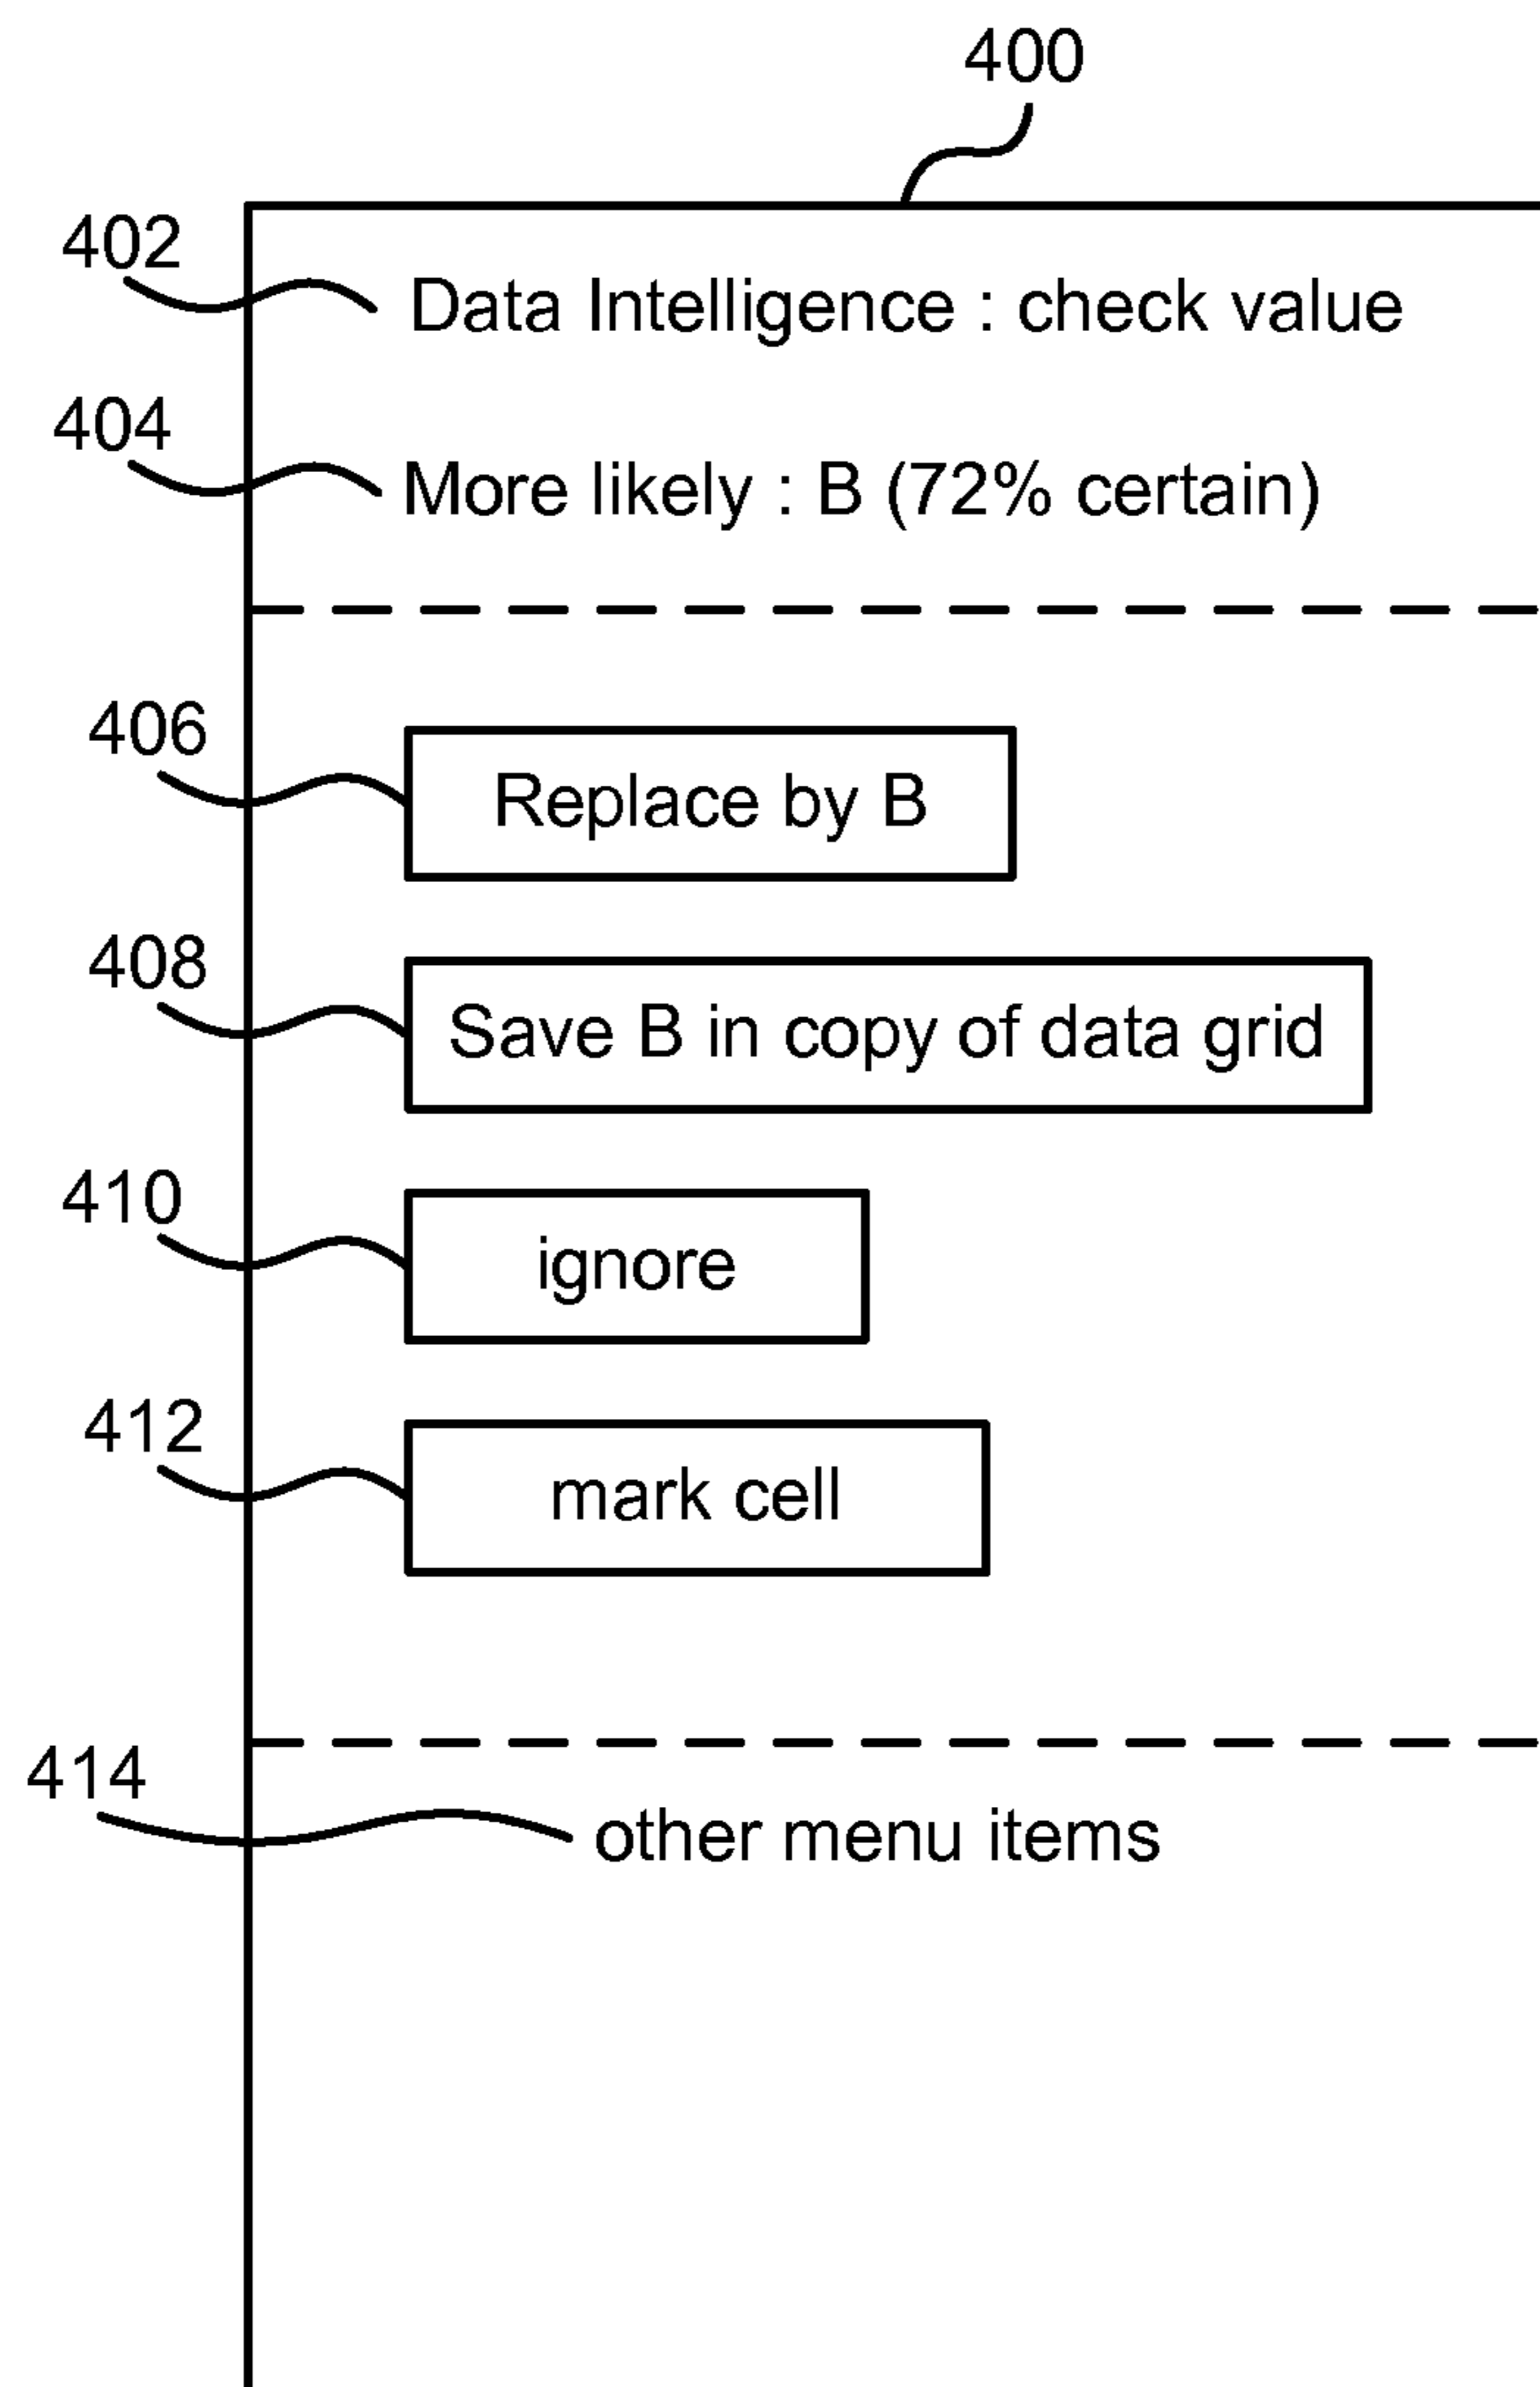 400
402
Data Intelligence : check value
404
More likely : B (72% certain)
406
Replace by B
408
Save B in copy of data grid
410
ignore
412
mark cell
414
other menu items